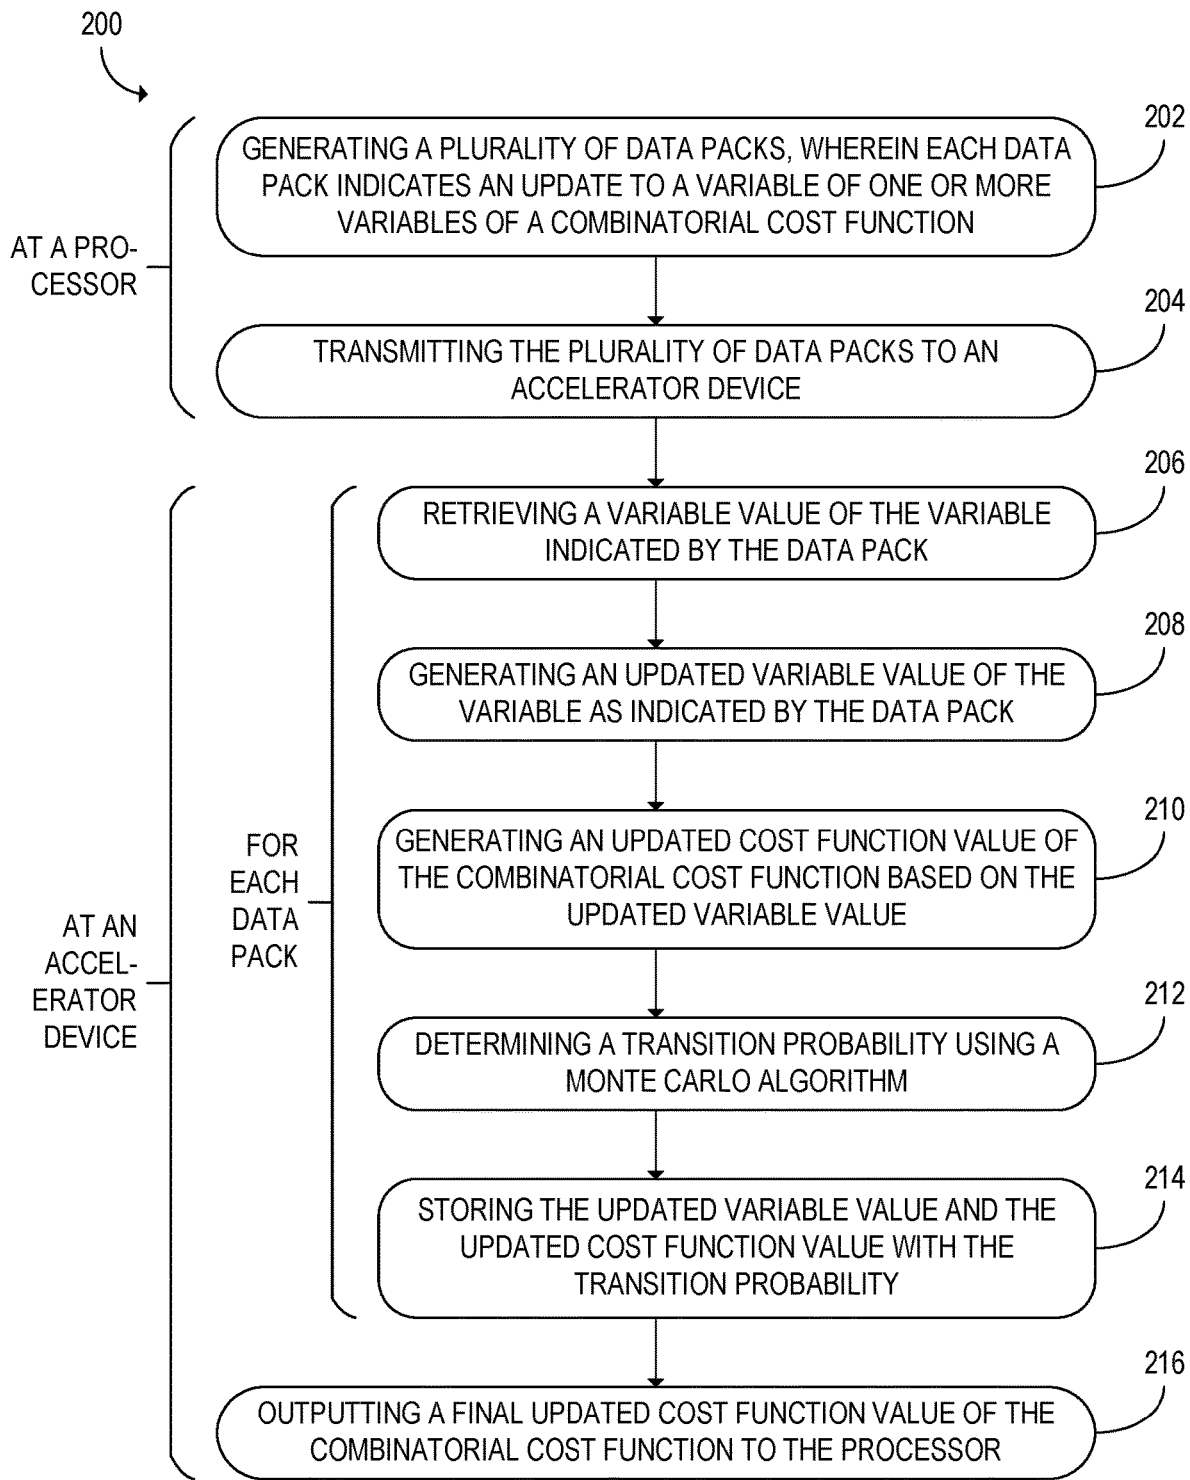 200
202
GENERATING A PLURALITY OF DATA PACKS, WHEREIN EACH DATA
PACK INDICATES AN UPDATE TO A VARIABLE OF ONE OR MORE
VARIABLES OF A COMBINATORIAL COST FUNCTION
AT A PRO-
CESSOR
204
TRANSMITTING THE PLURALITY OF DATA PACKS TO AN
ACCELERATOR DEVICE
206
RETRIEVING A VARIABLE VALUE OF THE VARIABLE
INDICATED BY THE DATA PACK
208
GENERATING AN UPDATED VARIABLE VALUE OF THE
VARIABLE AS INDICATED BY THE DATA PACK
210
GENERATING AN UPDATED COST FUNCTION VALUE OF
THE COMBINATORIAL COST FUNCTION BASED ON THE
UPDATED VARIABLE VALUE
FOR
EACH
DATA
PACK
AT AN
ACCEL-
ERATOR
DEVICE
212
DETERMINING A TRANSITION PROBABILITY USING A
MONTE CARLO ALGORITHM
214
STORING THE UPDATED VARIABLE VALUE AND THE
UPDATED COST FUNCTION VALUE WITH THE
TRANSITION PROBABILITY
216
OUTPUTTING A FINAL UPDATED COST FUNCTION VALUE OF THE
COMBINATORIAL COST FUNCTION TO THE PROCESSOR